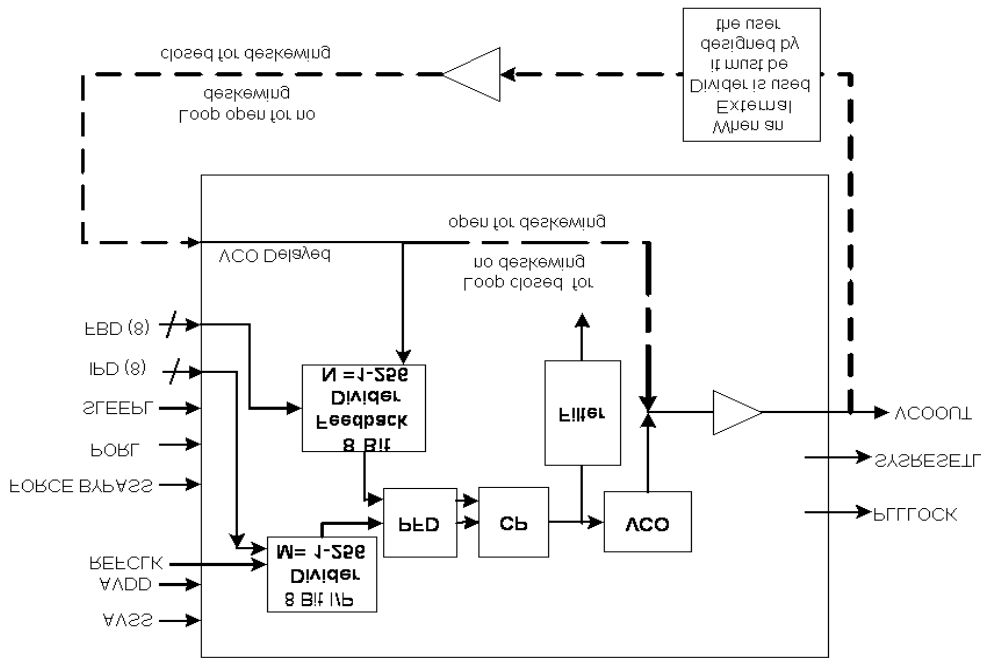 AVSS
AVDD
REFCLK
FORCE BYPASS
PORL
SLEEPL
IPD (8)
FBD (8)
8 Bit I/P
Divider
M= 1-256
PFD
CP
VCO
8 Bit
Feedback
Divider
N =1-256
Filter
PLLLOCK
SYSRESETL
VCOOUT
Loop closed for
no deskewing
open for deskewing
VCO Delayed
When an
External
Divider is used
it must be
designed by
the user
Loop open for no
deskewing
closed for deskewing